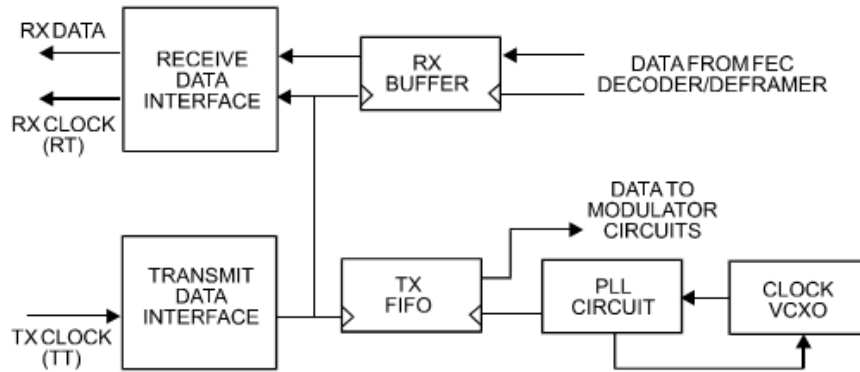 RX DATA
RX CLOCK
(RT)
RECEIVE
DATA
INTERFACE
RX
BUFFER
DATA FROM FEC
DECODER/DEFRAMER
DATA TO
MODULATOR
CIRCUITS
TX CLOCK
(TT)
TRANSMIT
DATA
INTERFACE
TX
FIFO
PLL
CIRCUIT
CLOCK
VCXO